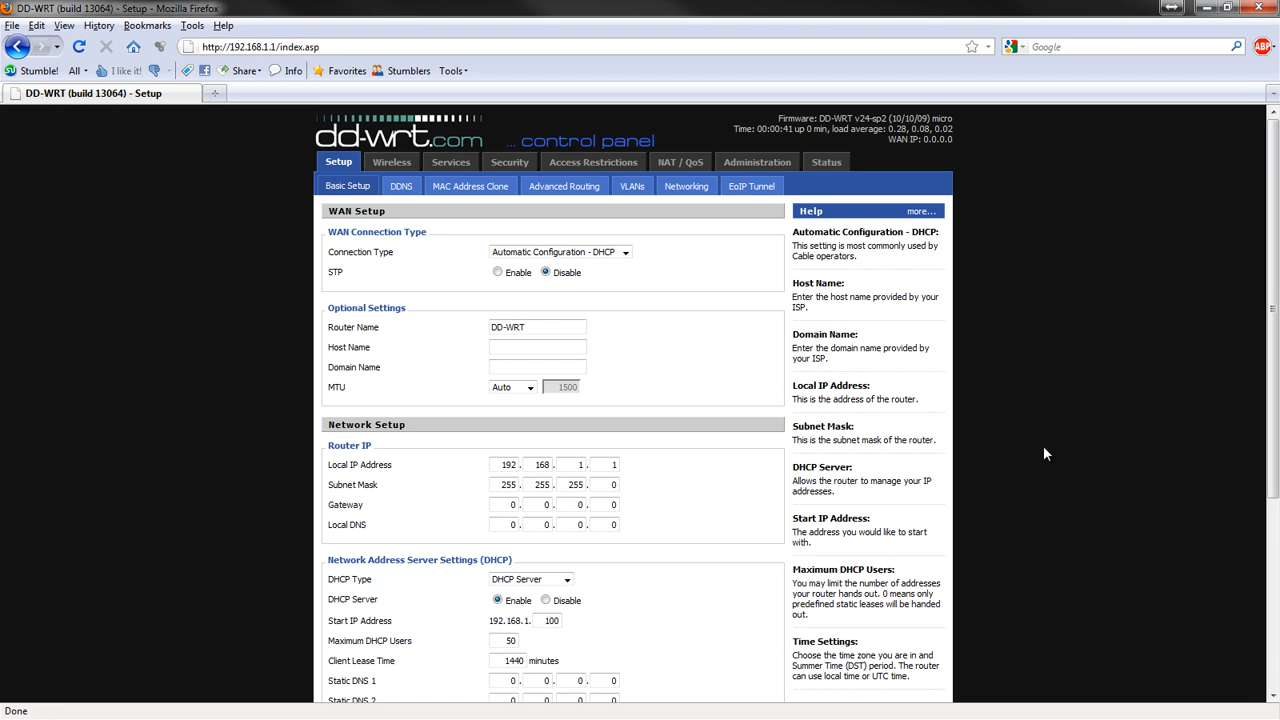 DD-WRT (build 13064) - Setup - Mozilla Firefox
File Edit View History Bookmarks Tools Help
http://192.168.1.1/index.asp
Google
ABP
Stumble! All I like it! Share Info Favorites Stumblers Tools
DD-WRT (build 13064) - Setup
dd-wrt.com ... control panel
Firmware: DD-WRT v24-sp2 (10/10/09) micro
Time: 00:00:41 up 0 min, load average: 0.28, 0.08, 0.02
WAN IP: 0.0.0.0
Setup Wireless Services Security Access Restrictions NAT / QoS Administration Status
Basic Setup DDNS MAC Address Clone Advanced Routing VLANs Networking EoIP Tunnel
WAN Setup
WAN Connection Type
Connection Type Automatic Configuration - DHCP
STP Enable Disable
Optional Settings
Router Name DD-WRT
Host Name
Domain Name
MTU Auto 1500
Network Setup
Router IP
Local IP Address 192. 168. 1. 1
Subnet Mask 255. 255. 255. 0
Gateway 0. 0. 0. 0
Local DNS 0. 0. 0. 0
Network Address Server Settings (DHCP)
DHCP Type DHCP Server
DHCP Server Enable Disable
Start IP Address 192.168.1. 100
Maximum DHCP Users 50
Client Lease Time 1440 minutes
Static DNS 1 0. 0. 0. 0
Static DNS 2 0. 0. 0. 0
Help more...
Automatic Configuration - DHCP:
This setting is most commonly used by
Cable operators.
Host Name:
Enter the host name provided by your
ISP.
Domain Name:
Enter the domain name provided by
your ISP.
Local IP Address:
This is the address of the router.
Subnet Mask:
This is the subnet mask of the router.
DHCP Server:
Allows the router to manage your IP
addresses.
Start IP Address:
The address you would like to start
with.
Maximum DHCP Users:
You may limit the number of addresses
your router hands out. 0 means only
predefined static leases will be handed
out.
Time Settings:
Choose the time zone you are in and
Summer Time (DST) period. The router
can use local time or UTC time.
Done